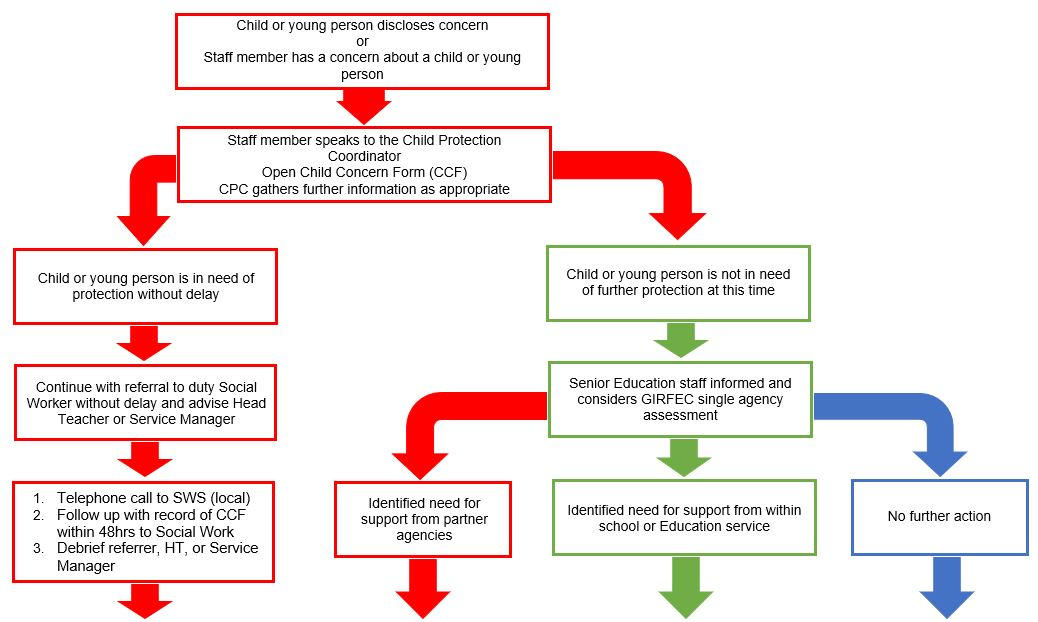 Child or young person discloses concern
or
Staff member has a concern about a child or young
person
Staff member speaks to the Child Protection
Coordinator
Open Child Concern Form (CCF)
CPC gathers further information as appropriate
Child or young person is in need of
protection without delay
Child or young person is not in need
of further protection at this time
Continue with referral to duty Social
Worker without delay and advise Head
Teacher or Service Manager
Senior Education staff informed and
considers GIRFEC single agency
assessment
1. Telephone call to SWS (local)
2. Follow up with record of CCF
within 48hrs to Social Work
3. Debrief referrer, HT, or Service
Manager
Identified need for
support from partner
agencies
Identified need for support from within
school or Education service
No further action